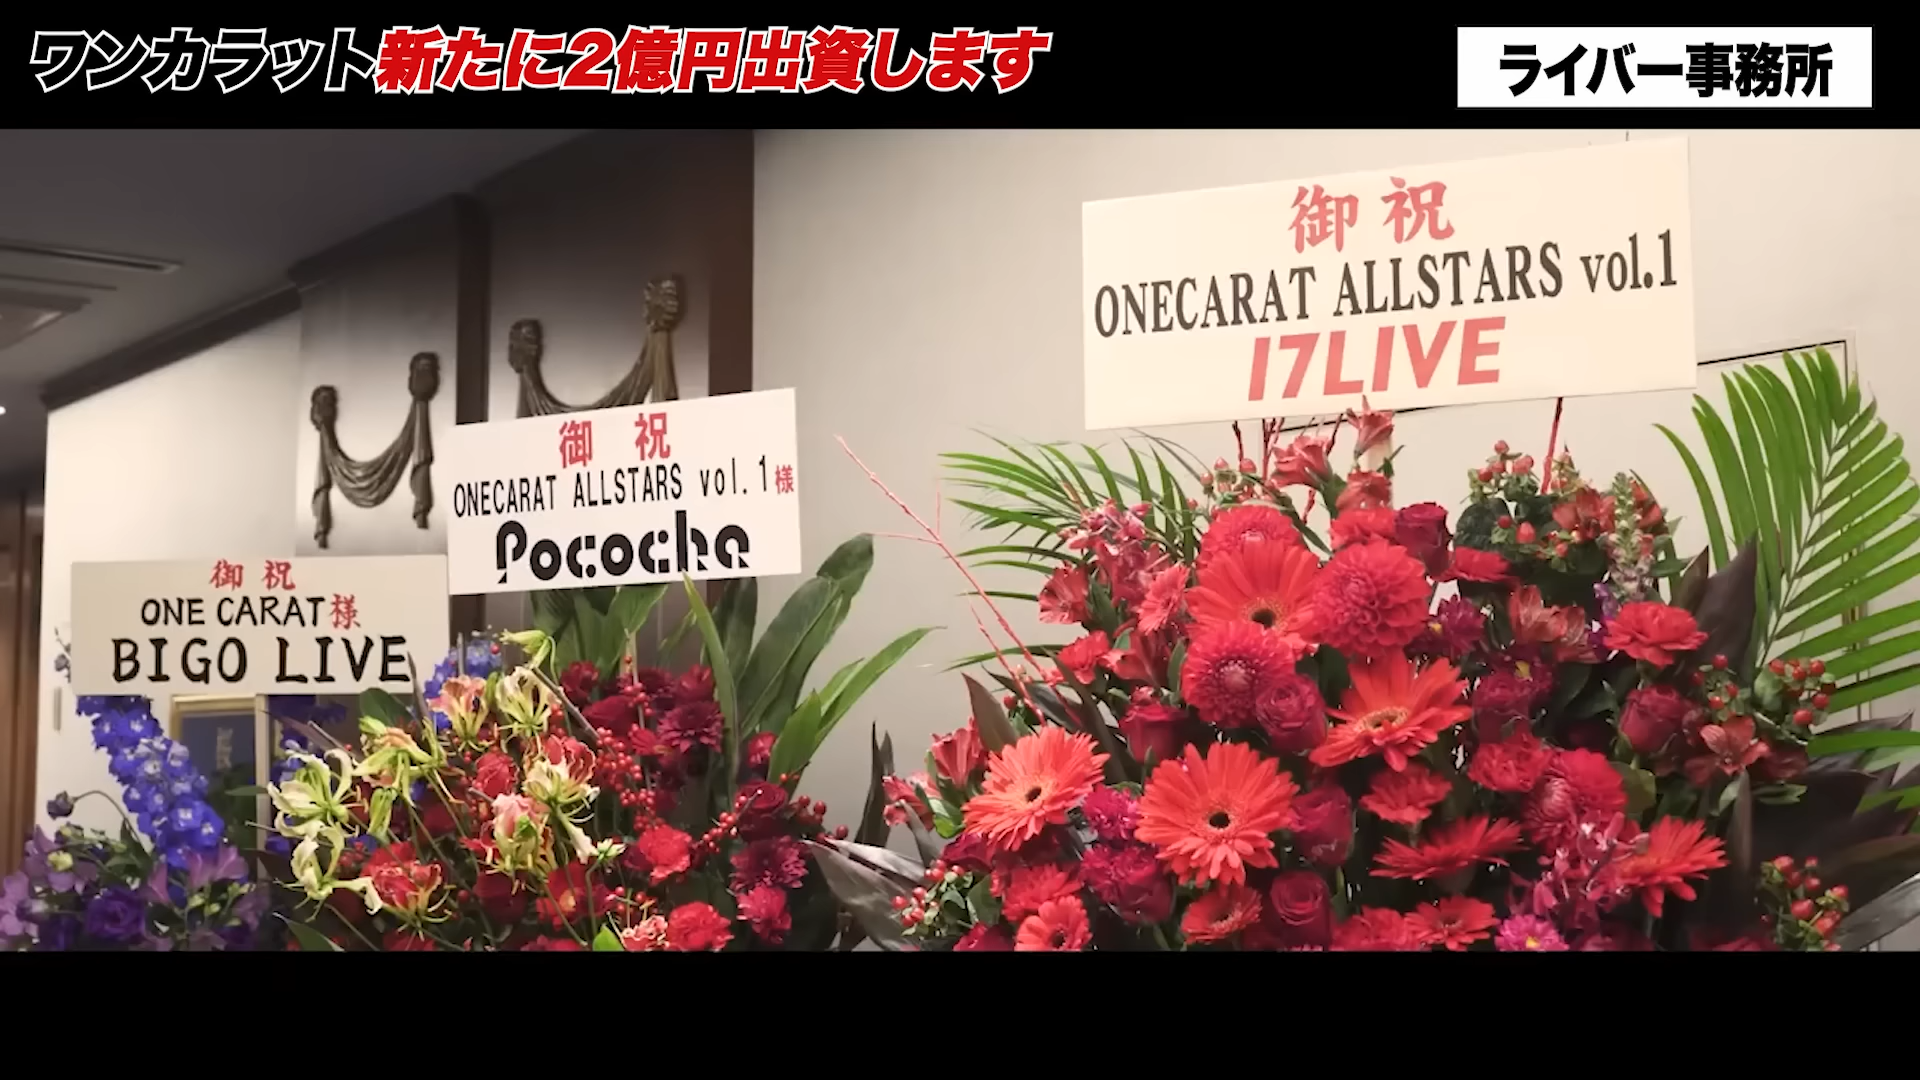 ワンカラット新たに2億円出資します
ライバー事務所
御祝
ONECARAT ALLSTARS vol.1
17LIVE
御祝
ONECARAT ALLSTARS vol.1様
Pococha
御祝
ONE CARAT様
BIGO LIVE